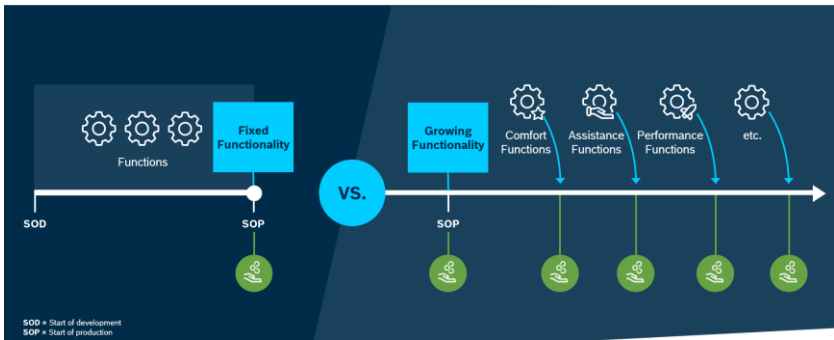 Functions
Fixed
Functionality
SOD
SOP
VS.
Growing
Functionality
SOP
Comfort
Functions
Assistance
Functions
Performance
Functions
etc.
SOD = Start of development
SOP = Start of production